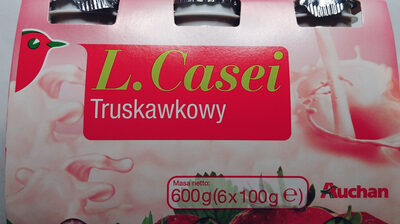 L. Casei
Truskawkowy
Masa netto:
600g(6x100g ℮)
Auchan